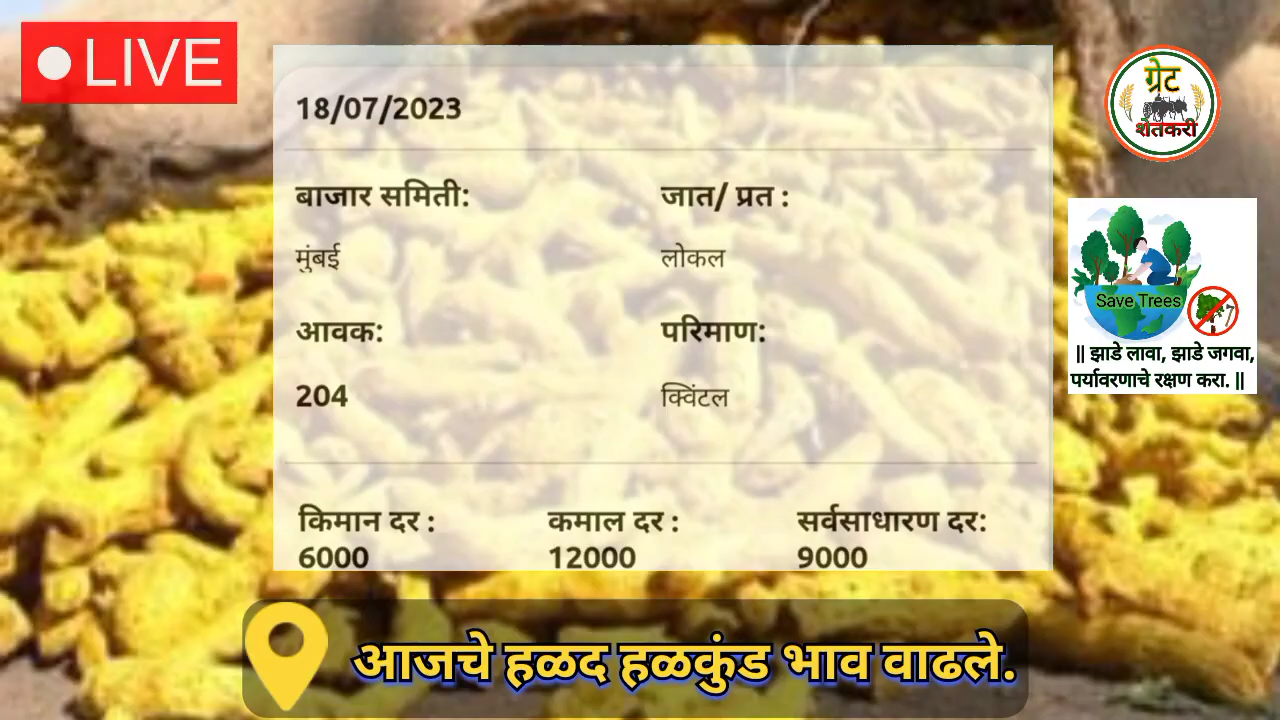 LIVE
18/07/2023
बाजार समिती:
जात/ प्रत :
मुंबई
लोकल
आवक:
परिमाण:
204
क्विंटल
किमान दर :
कमाल दर :
सर्वसाधारण दर:
6000
12000
9000
आजचे हळद हळकुंड भाव वाढले.
ग्रेट
शेतकरी
Save Trees
|| झाडे लावा, झाडे जगवा,
पर्यावरणाचे रक्षण करा. ||